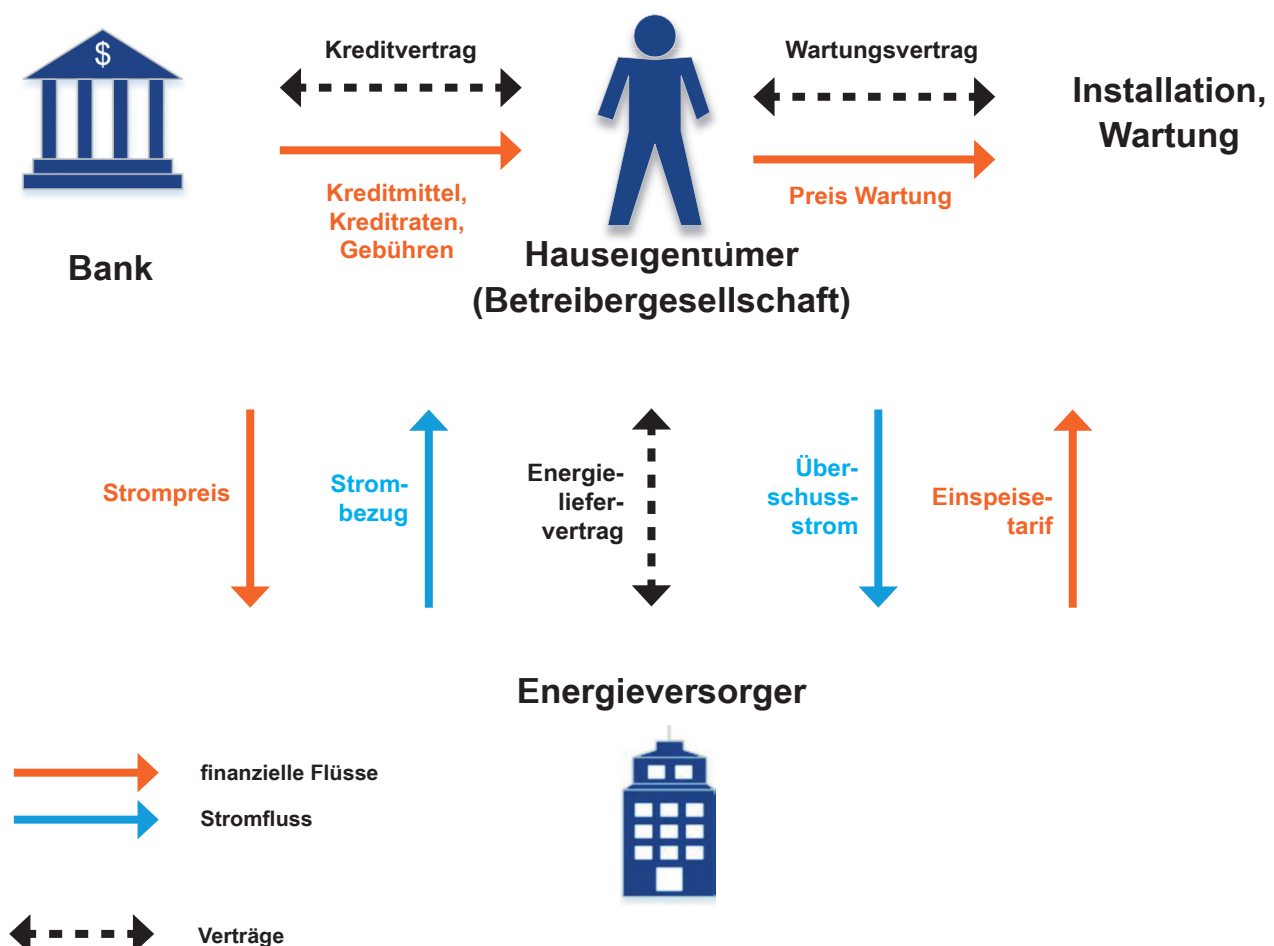 $
Kreditvertrag
Wartungsvertrag
Installation,
Wartung
Kreditmittel,
Kreditraten,
Gebühren
Preis Wartung
Bank
Hauseigentümer
(Betreibergesellschaft)
Strompreis
Strom-
bezug
Energie-
liefer-
vertrag
Über-
schuss-
strom
Einspeise-
tarif
Energieversorger
finanzielle Flüsse
Stromfluss
Verträge